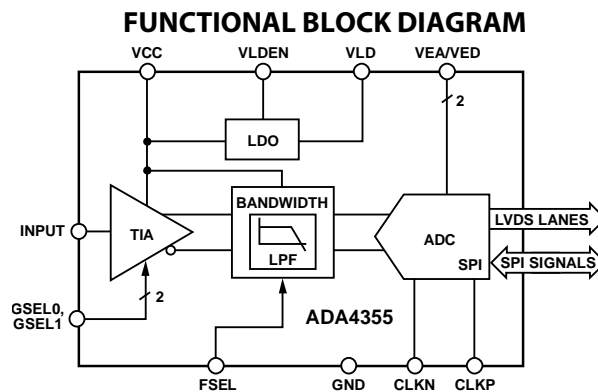 FUNCTIONAL BLOCK DIAGRAM
VCC VLDEN VLD VEA/VED
2
LDO
BANDWIDTH
INPUT TIA LPF ADC LVDS LANES
SPI SPI SIGNALS
GSEL0,
GSEL1
2
ADA4355
FSEL GND CLKN CLKP